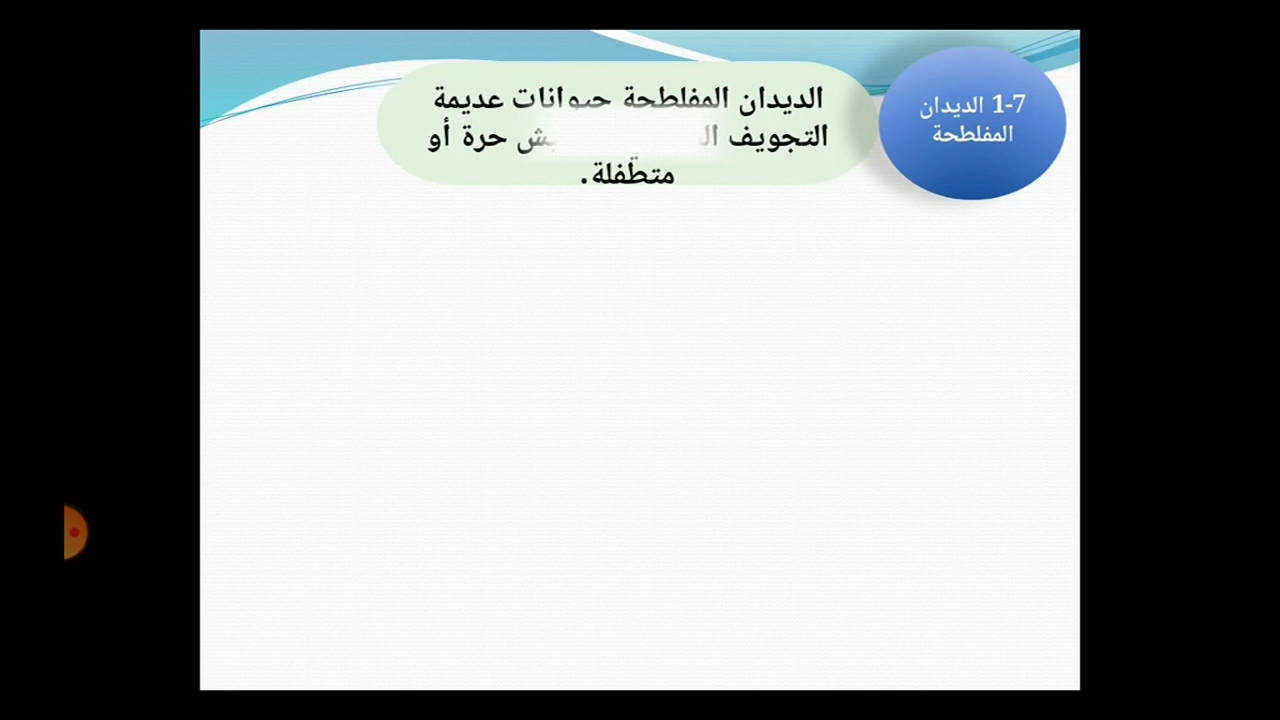 1-7 الديدان
المفلطحة
الديدان المفلطحة حيوانات عديمة
التجويف حرة أو
متطفلة.